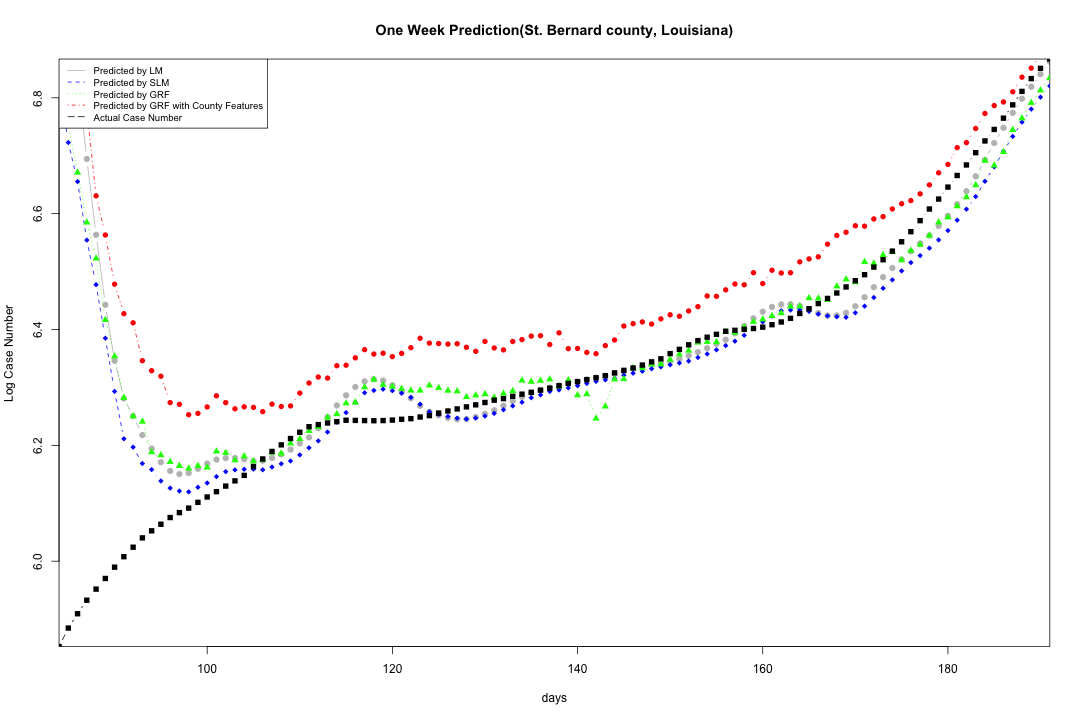 One Week Prediction(St. Bernard county, Louisiana)
Predicted by LM
Predicted by SLM
Predicted by GRF
Predicted by GRF with County Features
Actual Case Number
Log Case Number
6.8
6.6
6.4
6.2
6.0
100 120 140 160 180
days